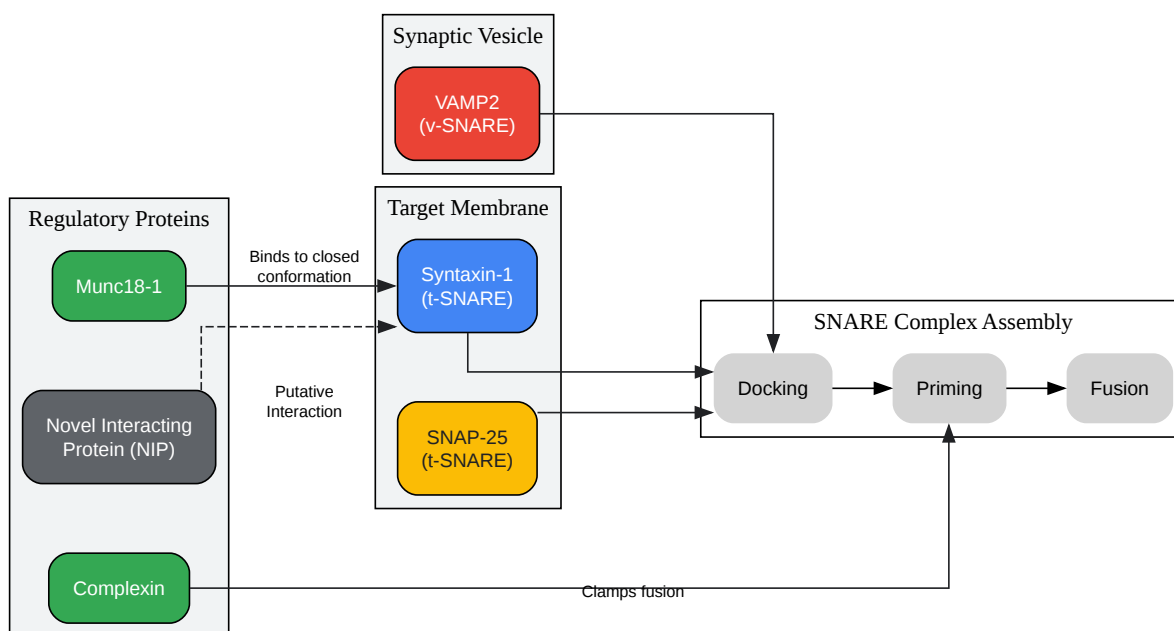 Synaptic Vesicle
VAMP2
(v-SNARE)
Regulatory Proteins
Munc18-1
Binds to closed
conformation
Target Membrane
Syntaxin-1
(t-SNARE)
Putative
Interaction
Novel Interacting
Protein (NIP)
SNAP-25
(t-SNARE)
SNARE Complex Assembly
Docking
Priming
Fusion
Complexin
Clamps fusion